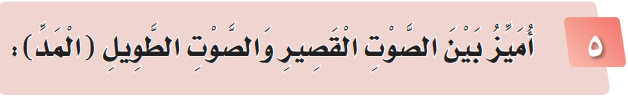 ٥ أُمَيِّزُ بَيْنَ الصَّوْتِ الْقَصِيرِ وَالصَّوْتِ الطَّوِيلِ (الْمَدِّ):